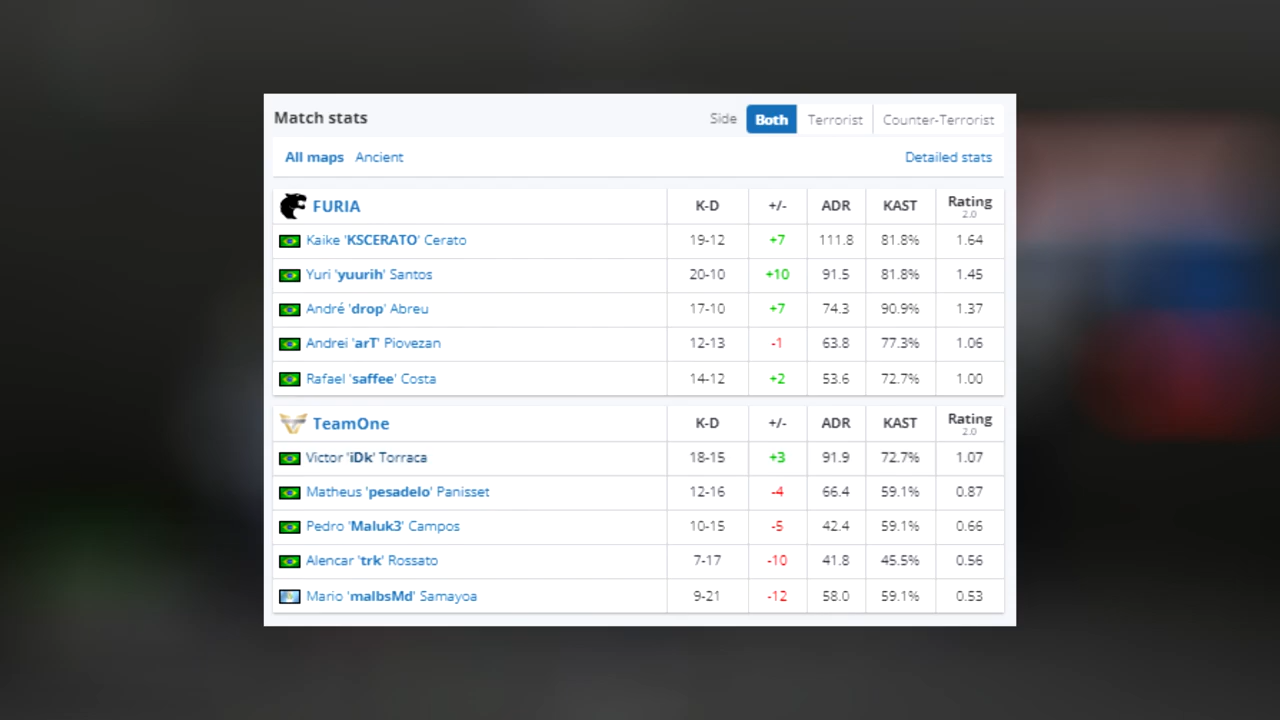 Match stats Side Both Terrorist Counter-Terrorist
All maps Ancient Detailed stats
FURIA K-D +/- ADR KAST Rating 2.0
Kaike 'KSCERATO' Cerato 19-12 +7 111.8 81.8% 1.64
Yuri 'yuurih' Santos 20-10 +10 91.5 81.8% 1.45
André 'drop' Abreu 17-10 +7 74.3 90.9% 1.37
Andrei 'arT' Piovezan 12-13 -1 63.8 77.3% 1.06
Rafael 'saffee' Costa 14-12 +2 53.6 72.7% 1.00
TeamOne K-D +/- ADR KAST Rating 2.0
Victor 'iDk' Torraca 18-15 +3 91.9 72.7% 1.07
Matheus 'pesadelo' Panisset 12-16 -4 66.4 59.1% 0.87
Pedro 'Maluk3' Campos 10-15 -5 42.4 59.1% 0.66
Alencar 'trk' Rossato 7-17 -10 41.8 45.5% 0.56
Mario 'malbsMd' Samayoa 9-21 -12 58.0 59.1% 0.53